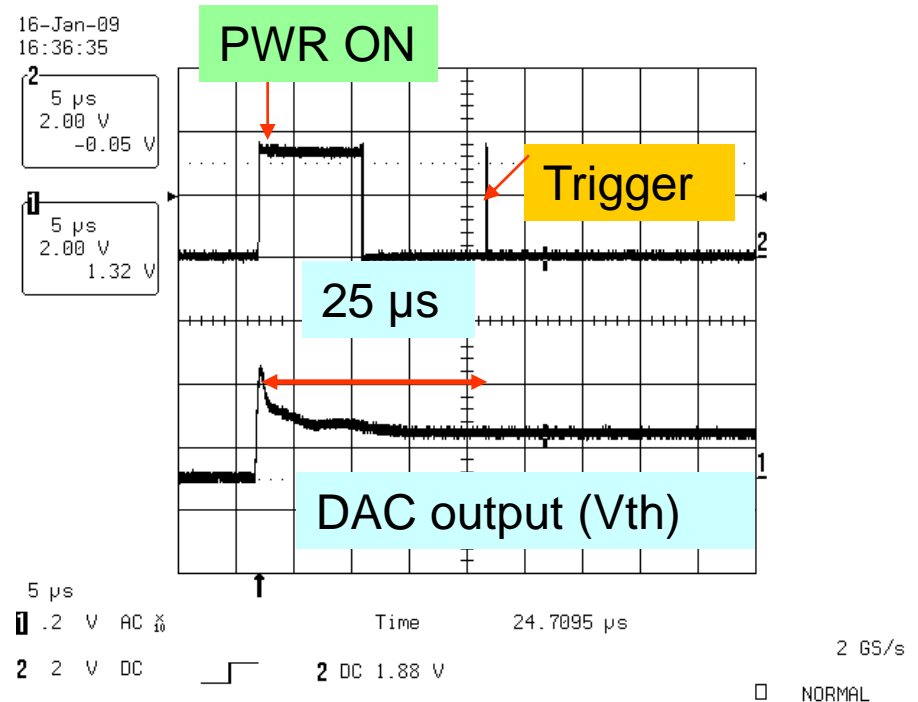 16-Jan-09
16:36:35
PWR ON
2
5 µs
2.00 V
-0.05 V
Trigger
1
5 µs
2.00 V
1.32 V
2
25 µs
1
DAC output (Vth)
5 µs
1 .2 V AC X10
Time 24.7095 µs
2 GS/s
2 2 V DC
2 DC 1.88 V
NORMAL